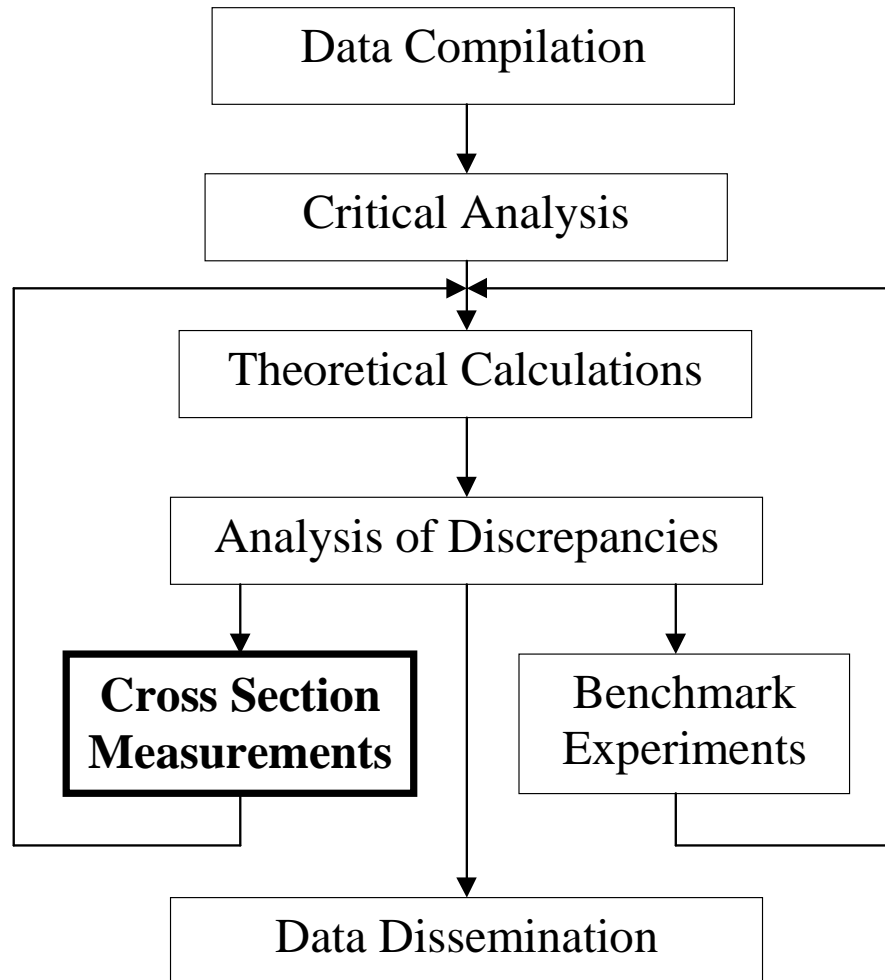 Data Compilation
Critical Analysis
Theoretical Calculations
Analysis of Discrepancies
Cross Section
Measurements
Benchmark
Experiments
Data Dissemination